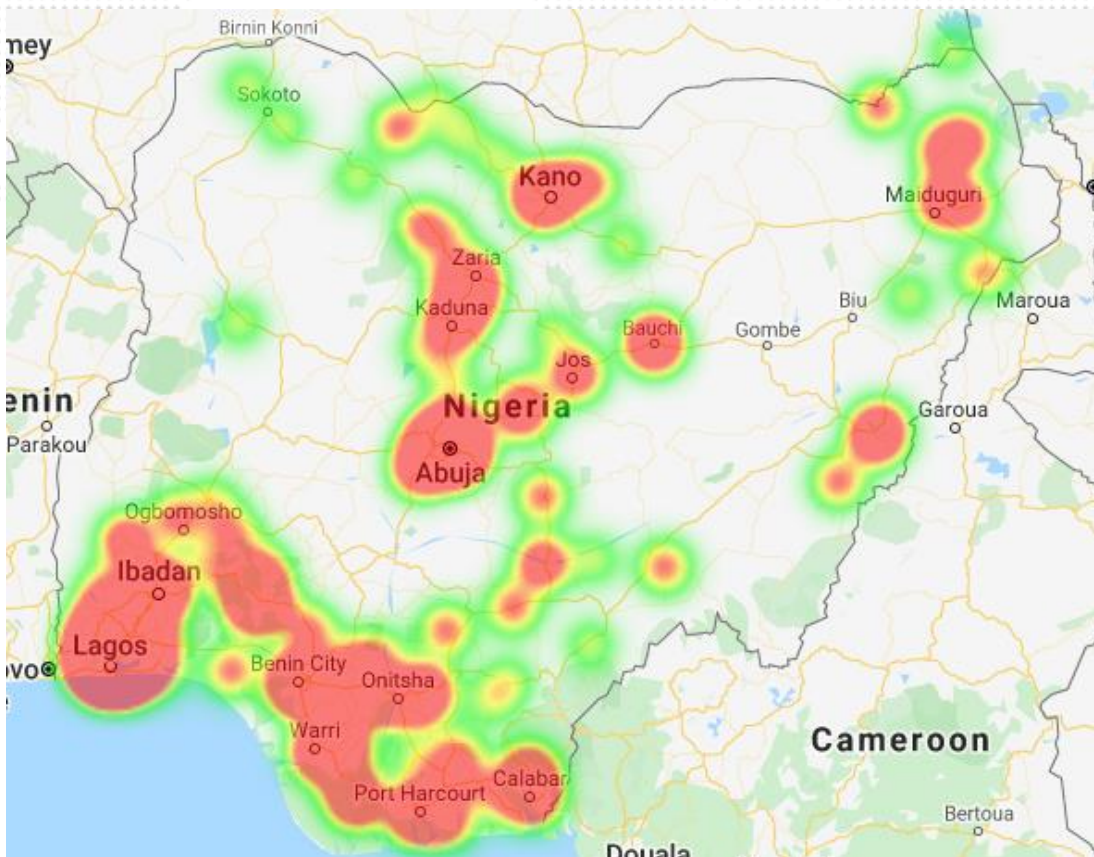 Birnin Konni
mey
Sokoto
Kano
Maiduguri
Zaria
Kaduna
Biu
Maroua
Bauchi
Gombe
Jos
enin
Nigeria
Garoua
Parakou
Abuja
Ogbomosho
Ibadan
Lagos
ovo
Benin City
Onitsha
Warri
Cameroon
Calabar
Port Harcourt
Bertoua
Douala